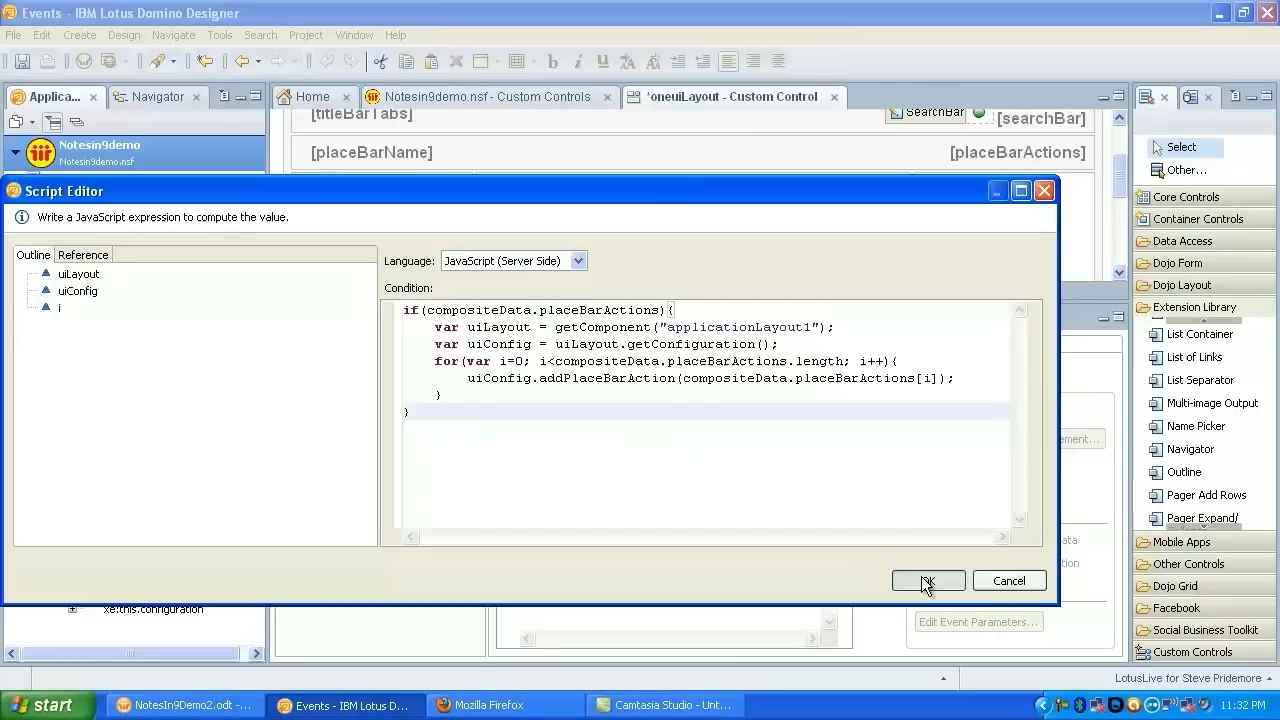 Events - IBM Lotus Domino Designer
File Edit Create Design Navigate Tools Search Project Window Help
Applica... Navigator Home Notesin9demo.nsf - Custom Controls *oneuiLayout - Custom Control
[titleBarTabs] SearchBar [searchBar]
Notesin9demo
Notesin9demo.nsf
[placeBarName] [placeBarActions]
Select
Other...
Core Controls
Container Controls
Data Access
Dojo Form
Dojo Layout
Extension Library
List Container
List of Links
List Separator
Multi-image Output
Name Picker
Navigator
Outline
Pager Add Rows
Pager Expand/
Mobile Apps
Other Controls
Dojo Grid
Facebook
Social Business Toolkit
Custom Controls
Script Editor
Write a JavaScript expression to compute the value.
Outline Reference
uiLayout
uiConfig
i
Language: JavaScript (Server Side)
Condition:
if(compositeData.placeBarActions){
var uiLayout = getComponent("applicationLayout1");
var uiConfig = uiLayout.getConfiguration();
for(var i=0; i<compositeData.placeBarActions.length; i++){
uiConfig.addPlaceBarAction(compositeData.placeBarActions[i]);
}
}
Cancel
xe:this.configuration
Edit Event Parameters...
LotusLive for Steve Pridemore
start NotesIn9Demo2.odt -... Events - IBM Lotus D... Mozilla Firefox Camtasia Studio - Unt... 11:32 PM